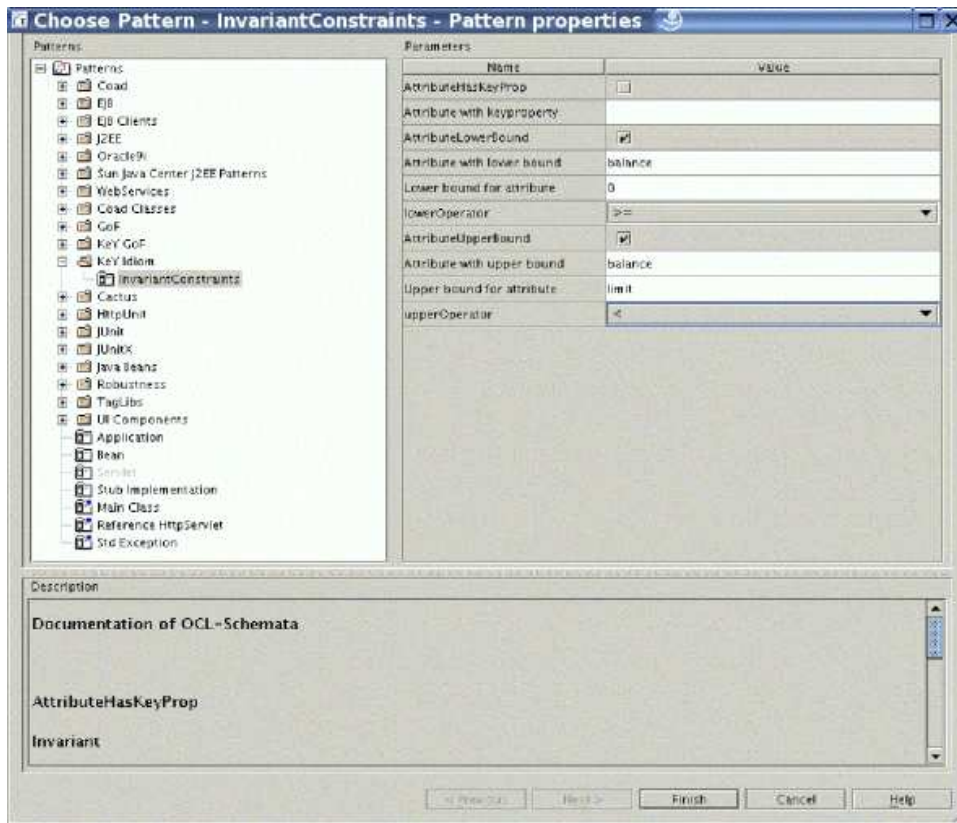 Choose Pattern - InvariantConstraints - Pattern properties
Patterns
Patterns
Coad
EJB
EJB Clients
J2EE
Oracle9i
Sun Java Center J2EE Patterns
WebServices
Coad Classes
GoF
KeY GoF
KeY Idiom
InvariantConstraints
Cactus
HttpUnit
JUnit
JUnitX
Java Beans
Robustness
TagLibs
UI Components
Application
Bean
Servlet
Stub Implementation
Main Class
Reference HttpServlet
Std Exception
Parameters
Name Value
AttributeHasKeyProp
Attribute with keyproperty
AttributeLowerBound
Attribute with lower bound balance
Lower bound for attribute 0
lowerOperator >=
AttributeUpperBound
Attribute with upper bound balance
Upper bound for attribute limit
upperOperator <
Description
Documentation of OCL-Schemata
AttributeHasKeyProp
Invariant
< Previous Next > Finish Cancel Help